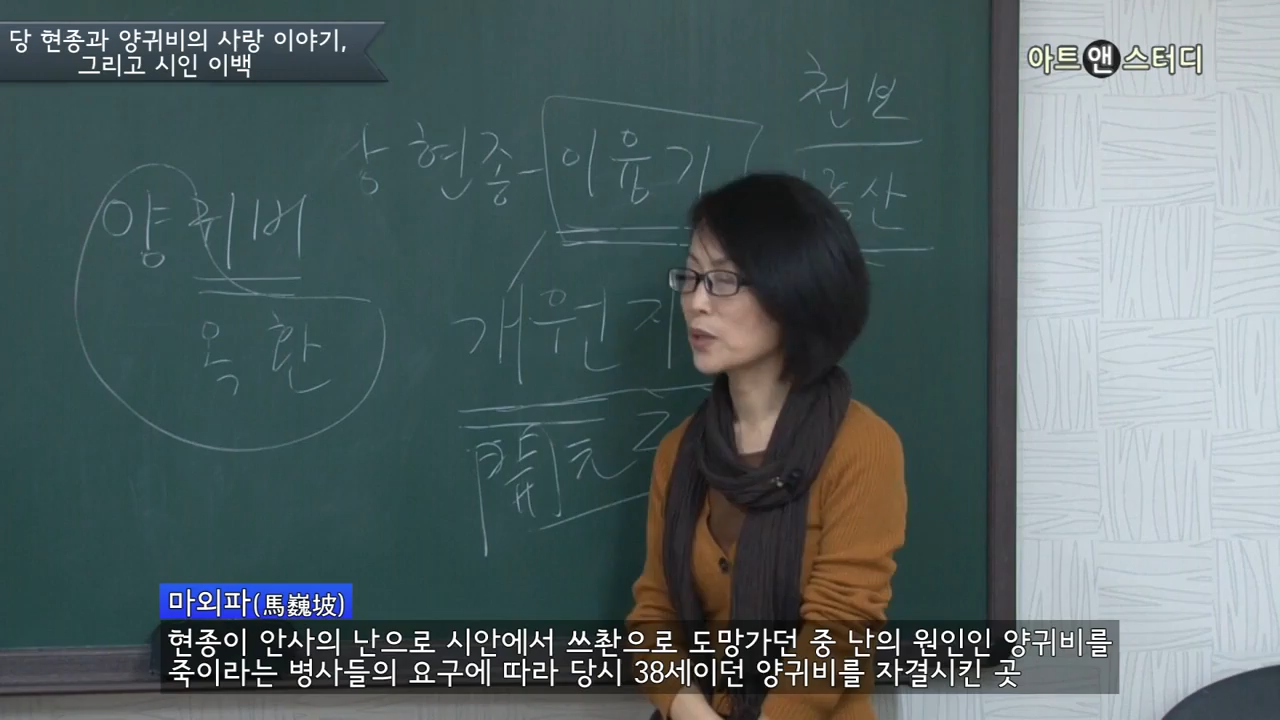 당 현종과 양귀비의 사랑 이야기,
그리고 시인 이백
아트앤스터디
천보
당 현종-이융기
양귀비
옥환
개원
開元
마외파(馬嵬坡)
현종이 안사의 난으로 시안에서 쓰촨으로 도망가던 중 난의 원인인 양귀비를
죽이라는 병사들의 요구에 따라 당시 38세이던 양귀비를 자결시킨 곳